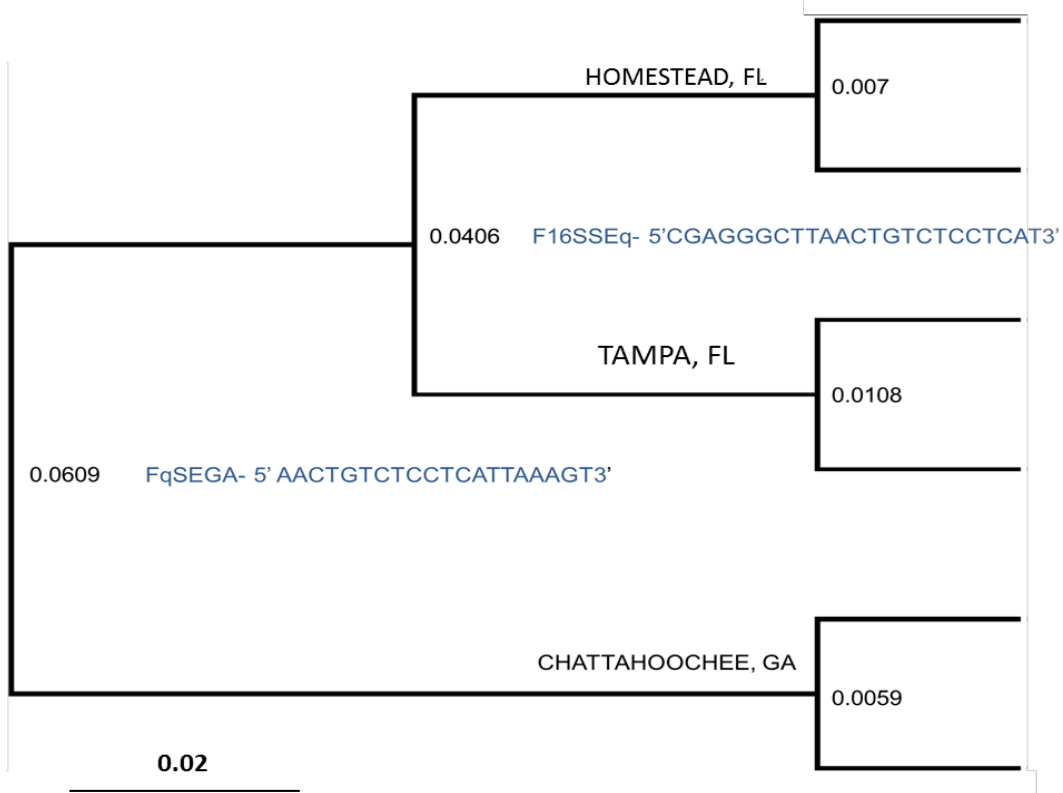 HOMESTEAD, FL
0.007
0.0406 F16SSEq- 5'CGAGGGCTTAACTGTCTCCTCAT3'
TAMPA, FL
0.0108
0.0609 FqSEGA- 5' AACTGTCTCCTCATTAAAGT3'
CHATTAHOOCHEE, GA
0.0059
0.02